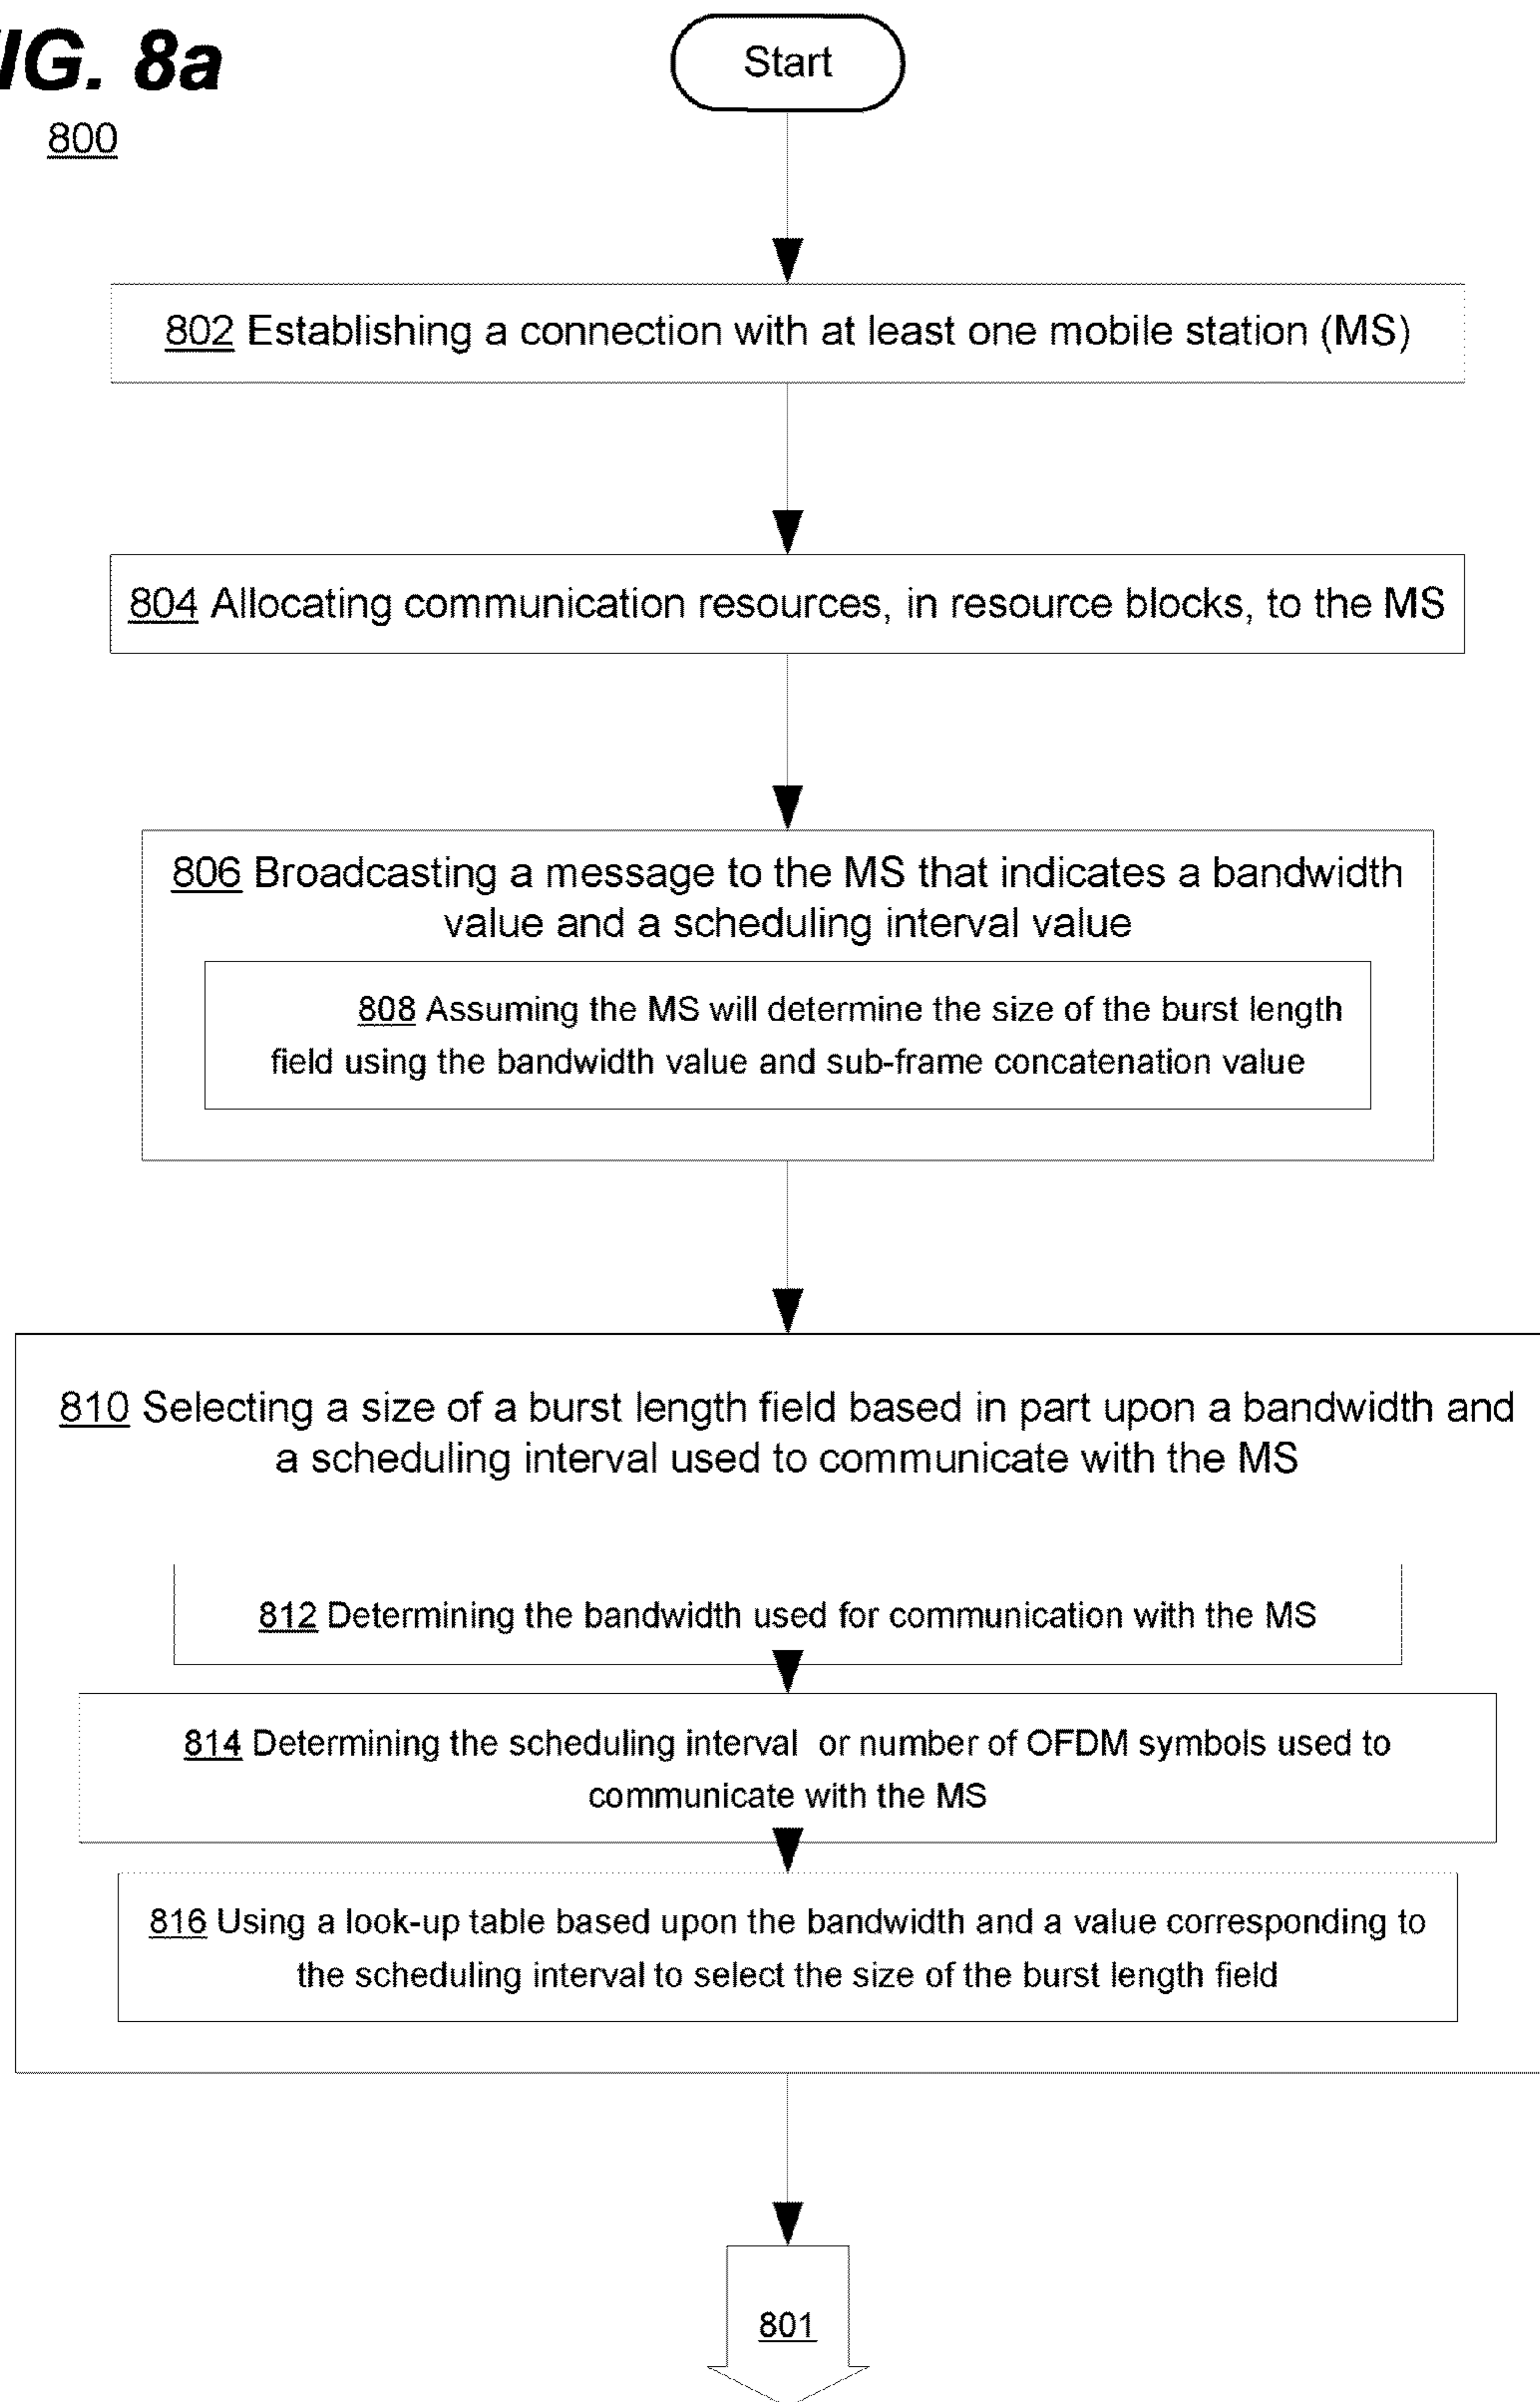 IG. 8a
800
Start
802 Establishing a connection with at least one mobile station (MS)
804 Allocating communication resources, in resource blocks, to the MS
806 Broadcasting a message to the MS that indicates a bandwidth
value and a scheduling interval value
808 Assuming the MS will determine the size of the burst length
field using the bandwidth value and sub-frame concatenation value
810 Selecting a size of a burst length field based in part upon a bandwidth and
a scheduling interval used to communicate with the MS
812 Determining the bandwidth used for communication with the MS
814 Determining the scheduling interval or number of OFDM symbols used to
communicate with the MS
816 Using a look-up table based upon the bandwidth and a value corresponding to
the scheduling interval to select the size of the burst length field
801